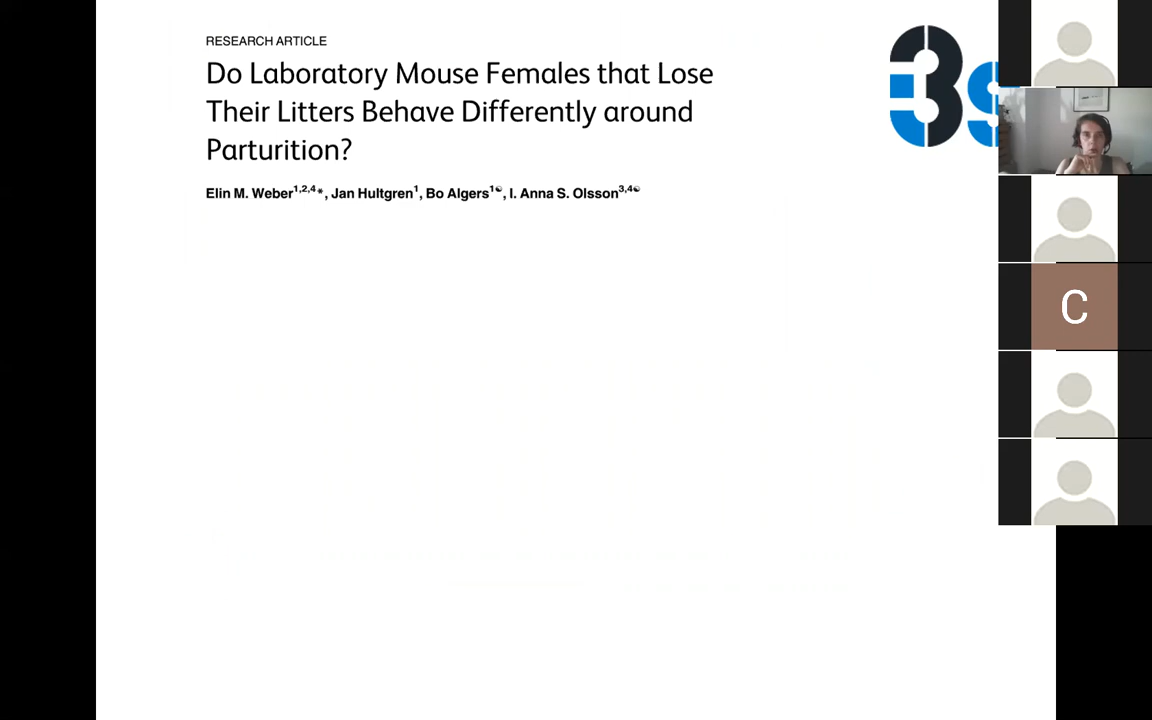 RESEARCH ARTICLE
Do Laboratory Mouse Females that Lose
Their Litters Behave Differently around
Parturition?
Elin M. Weber1,2,4*, Jan Hultgren1, Bo Algers1☯, I. Anna S. Olsson3,4☯
3s
C